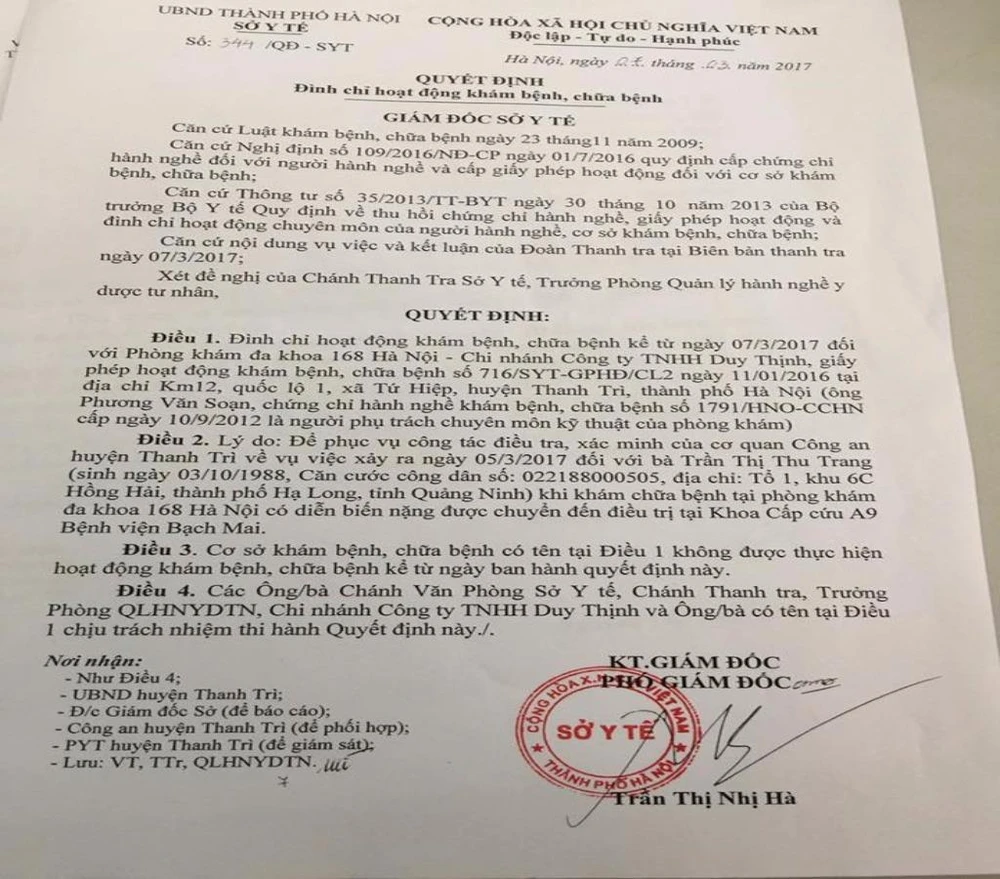 UBND THÀNH PHỐ HÀ NỘI
SỞ Y TẾ
Số: 344 /QĐ - SYT
CỘNG HÒA XÃ HỘI CHỦ NGHĨA VIỆT NAM
Độc lập - Tự do - Hạnh phúc
Hà Nội, ngày tháng .03 năm 2017
QUYẾT ĐỊNH
Đình chỉ hoạt động khám bệnh, chữa bệnh
GIÁM ĐỐC SỞ Y TẾ
Căn cứ Luật khám bệnh, chữa bệnh ngày 23 tháng11 năm 2009;
Căn cứ Nghị định số 109/2016/NĐ-CP ngày 01/7/2016 quy định cấp chứng chỉ
hành nghề đối với người hành nghề và cấp giấy phép hoạt động đối với cơ sở khám
bệnh, chữa bệnh;
Căn cứ Thông tư số 35/2013/TT-BYT ngày 30 tháng 10 năm 2013 của Bộ
trưởng Bộ Y tế Quy định về thu hồi chứng chỉ hành nghề, giấy phép hoạt động và
đình chỉ hoạt động chuyên môn của người hành nghề, cơ sở khám bệnh, chữa bệnh;
Căn cứ nội dung vụ việc và kết luận của Đoàn Thanh tra tại Biên bản thanh tra
ngày 07/3/2017;
Xét đề nghị của Chánh Thanh Tra Sở Y tế, Trưởng Phòng Quản lý hành nghề y
dược tư nhân,
QUYẾT ĐỊNH:
Điều 1. Đình chỉ hoạt động khám bệnh, chữa bệnh kể từ ngày 07/3/2017 đối
với Phòng khám đa khoa 168 Hà Nội - Chi nhánh Công ty TNHH Duy Thịnh, giấy
phép hoạt động khám bệnh, chữa bệnh số 716/SYT-GPHĐ/CL2 ngày 11/01/2016 tại
địa chỉ Km12, quốc lộ 1, xã Tứ Hiệp, huyện Thanh Trì, thành phố Hà Nội (ông
Phương Văn Soạn, chứng chỉ hành nghề khám bệnh, chữa bệnh số 1791/HNO-CCHN
cấp ngày 10/9/2012 là người phụ trách chuyên môn kỹ thuật của phòng khám)
Điều 2. Lý do: Để phục vụ công tác điều tra, xác minh của cơ quan Công an
huyện Thanh Trì về vụ việc xảy ra ngày 05/3/2017 đối với bà Trần Thị Thu Trang
(sinh ngày 03/10/1988, Căn cước công dân số: 022188000505, địa chỉ: Tổ 1, khu 6C
Hồng Hải, thành phố Hạ Long, tỉnh Quảng Ninh) khi khám chữa bệnh tại phòng khám
đa khoa 168 Hà Nội có diễn biến nặng được chuyển đến điều trị tại Khoa Cấp cứu A9
Bệnh viện Bạch Mai.
Điều 3. Cơ sở khám bệnh, chữa bệnh có tên tại Điều 1 không được thực hiện
hoạt động khám bệnh, chữa bệnh kể từ ngày ban hành quyết định này.
Điều 4. Các Ông/bà Chánh Văn Phòng Sở Y tế, Chánh Thanh tra, Trưởng
Phòng QLHNYDTN, Chi nhánh Công ty TNHH Duy Thịnh và Ông/bà có tên tại Điều
1 chịu trách nhiệm thi hành Quyết định này./.
Nơi nhận:
- Như Điều 4;
- UBND huyện Thanh Trì;
- Đ/c Giám đốc Sở (để báo cáo);
- Công an huyện Thanh Trì (để phối hợp);
- PYT huyện Thanh Trì (để giám sát);
- Lưu: VT, TTr, QLHNYDTN.
KT.GIÁM ĐỐC
PHÓ GIÁM ĐỐC
CỘNG HÒA X.H.C.N VIỆT NAM
SỞ Y TẾ
THÀNH PHỐ HÀ NỘI
Trần Thị Nhị Hà